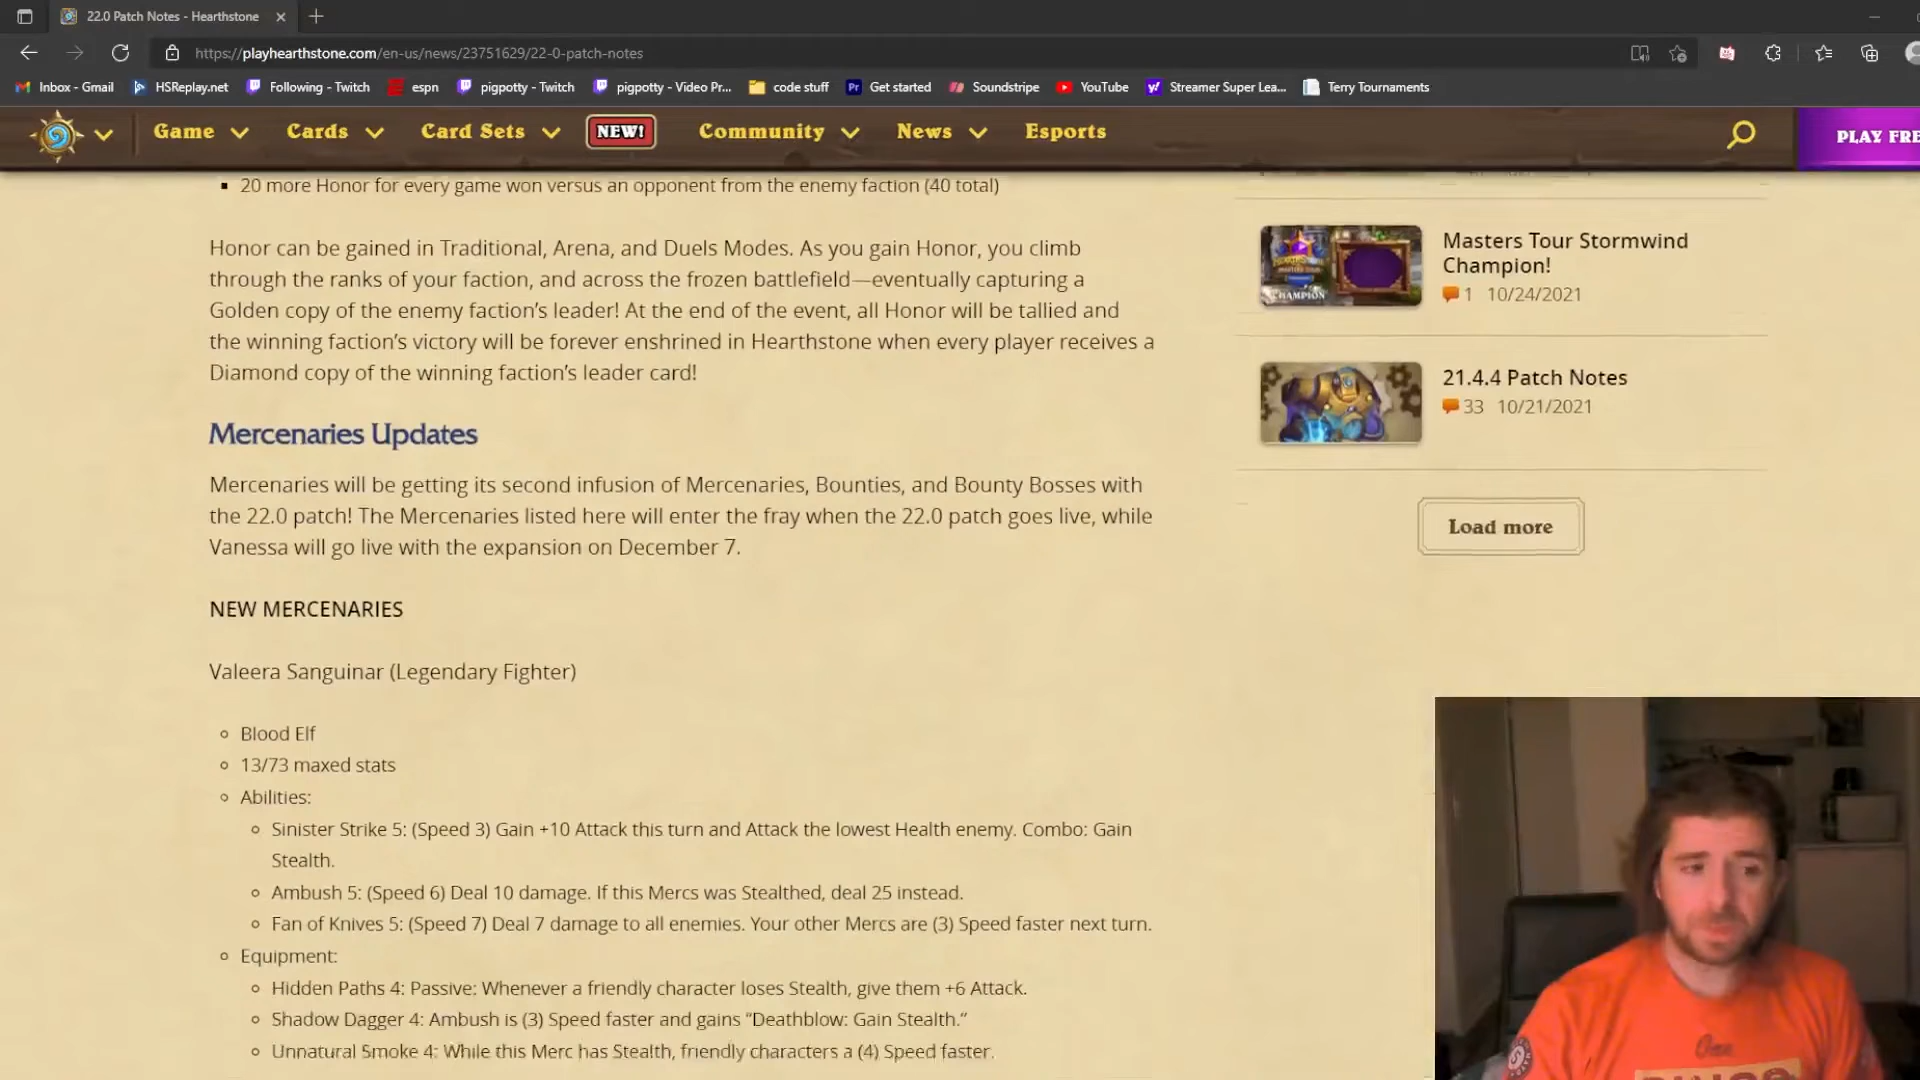 22.0 Patch Notes - Hearthstone
https://playhearthstone.com/en-us/news/23751629/22-0-patch-notes
Inbox - Gmail
HSReplay.net
Following - Twitch
espn
pigpotty - Twitch
pigpotty - Video Pr...
code stuff
Pr
Get started
Soundstripe
YouTube
Streamer Super Lea...
Terry Tournaments
Game
Cards
Card Sets
NEW!
Community
News
Esports
PLAY FRE
20 more Honor for every game won versus an opponent from the enemy faction (40 total)
Honor can be gained in Traditional, Arena, and Duels Modes. As you gain Honor, you climb
through the ranks of your faction, and across the frozen battlefield—eventually capturing a
Golden copy of the enemy faction's leader! At the end of the event, all Honor will be tallied and
the winning faction's victory will be forever enshrined in Hearthstone when every player receives a
Diamond copy of the winning faction's leader card!
Mercenaries Updates
Mercenaries will be getting its second infusion of Mercenaries, Bounties, and Bounty Bosses with
the 22.0 patch! The Mercenaries listed here will enter the fray when the 22.0 patch goes live, while
Vanessa will go live with the expansion on December 7.
NEW MERCENARIES
Valeera Sanguinar (Legendary Fighter)
Blood Elf
13/73 maxed stats
Abilities:
Sinister Strike 5: (Speed 3) Gain +10 Attack this turn and Attack the lowest Health enemy. Combo: Gain
Stealth.
Ambush 5: (Speed 6) Deal 10 damage. If this Mercs was Stealthed, deal 25 instead.
Fan of Knives 5: (Speed 7) Deal 7 damage to all enemies. Your other Mercs are (3) Speed faster next turn.
Equipment:
Hidden Paths 4: Passive: Whenever a friendly character loses Stealth, give them +6 Attack.
Shadow Dagger 4: Ambush is (3) Speed faster and gains "Deathblow: Gain Stealth."
Unnatural Smoke 4: While this Merc has Stealth, friendly characters a (4) Speed faster.
CHAMPION
Masters Tour Stormwind
Champion!
1 10/24/2021
21.4.4 Patch Notes
33 10/21/2021
Load more